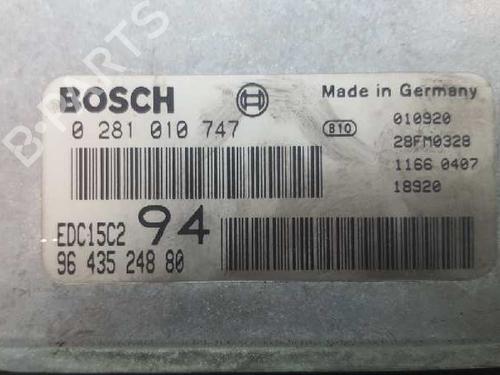 BOSCH
Made in Germany
0 281 010 747
B10
010920
28FM0328
1166 0407
18920
EDC15C2 94
96 435 248 80
B-PARTS